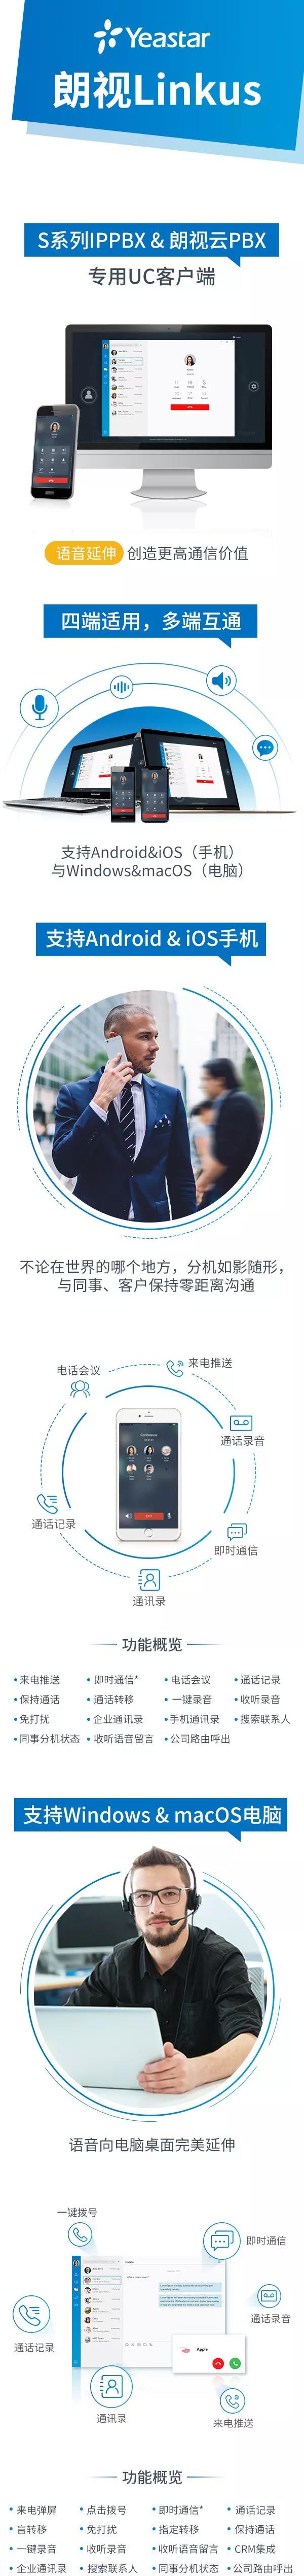 Yeastar
朗视Linkus
S系列IPPBX & 朗视云PBX
专用UC客户端
语音延伸 创造更高通信价值
四端适用，多端互通
支持Android&iOS（手机）
与Windows&macOS（电脑）
支持Android & iOS手机
不论在世界的哪个地方，分机如影随形，
与同事、客户保持零距离沟通
电话会议
来电推送
通话录音
通话记录
即时通信
通讯录
功能概览
• 来电推送 • 即时通信* • 电话会议 • 通话记录
• 保持通话 • 通话转移 • 一键录音 • 收听录音
• 免打扰 • 企业通讯录 • 手机通讯录 • 搜索联系人
• 同事分机状态 • 收听语音留言 • 公司路由呼出
支持Windows & macOS电脑
语音向电脑桌面完美延伸
一键拨号
即时通信
通话录音
通话记录
Apple
通讯录
来电推送
功能概览
• 来电弹屏 • 点击拨号 • 即时通信* • 通话记录
• 盲转移 • 免打扰 • 指定转移 • 保持通话
• 一键录音 • 收听录音 • 收听语音留言 • CRM集成
• 企业通讯录 • 搜索联系人 • 同事分机状态 • 公司路由呼出